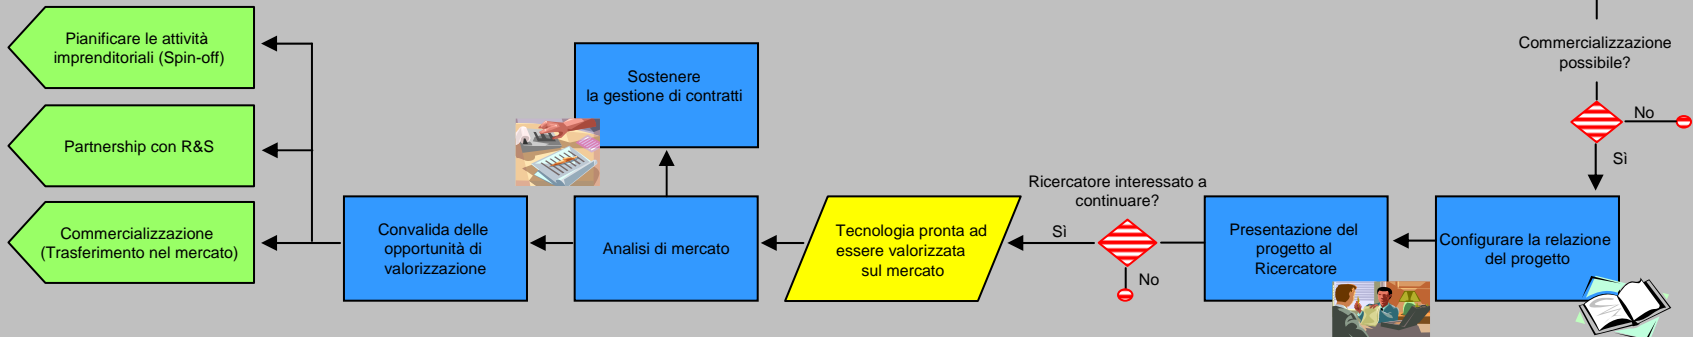 Pianificare le attività
imprenditoriali (Spin-off)
Partnership con R&S
Commercializzazione
(Trasferimento nel mercato)
Convalida delle
opportunità di
valorizzazione
Sostenere
la gestione di contratti
Analisi di mercato
Tecnologia pronta ad
essere valorizzata
sul mercato
Ricercatore interessato a
continuare?
Sì
No
Presentazione del
progetto al
Ricercatore
Configurare la relazione
del progetto
Commercializzazione
possibile?
No
Sì